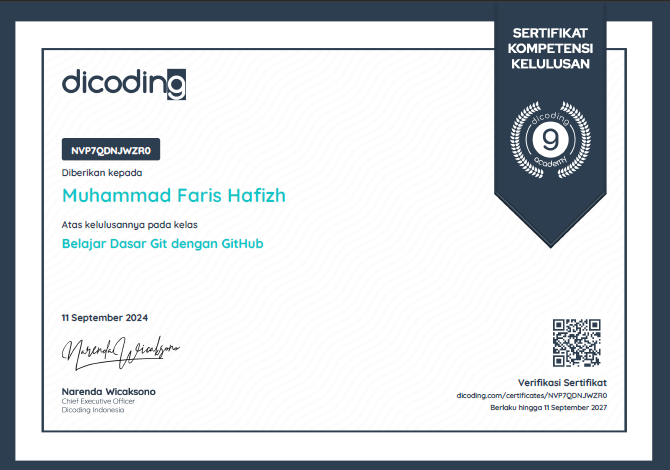 SERTIFIKAT
KOMPETENSI
KELULUSAN
dicoding
dicoding
9
academy
NVP7QDNJWZR0
Diberikan kepada
Muhammad Faris Hafizh
Atas kelulusannya pada kelas
Belajar Dasar Git dengan GitHub
11 September 2024
Narenda Wicaksono
Narenda Wicaksono
Chief Executive Officer
Dicoding Indonesia
Verifikasi Sertifikat
dicoding.com/certificates/NVP7QDNJWZR0
Berlaku hingga 11 September 2027